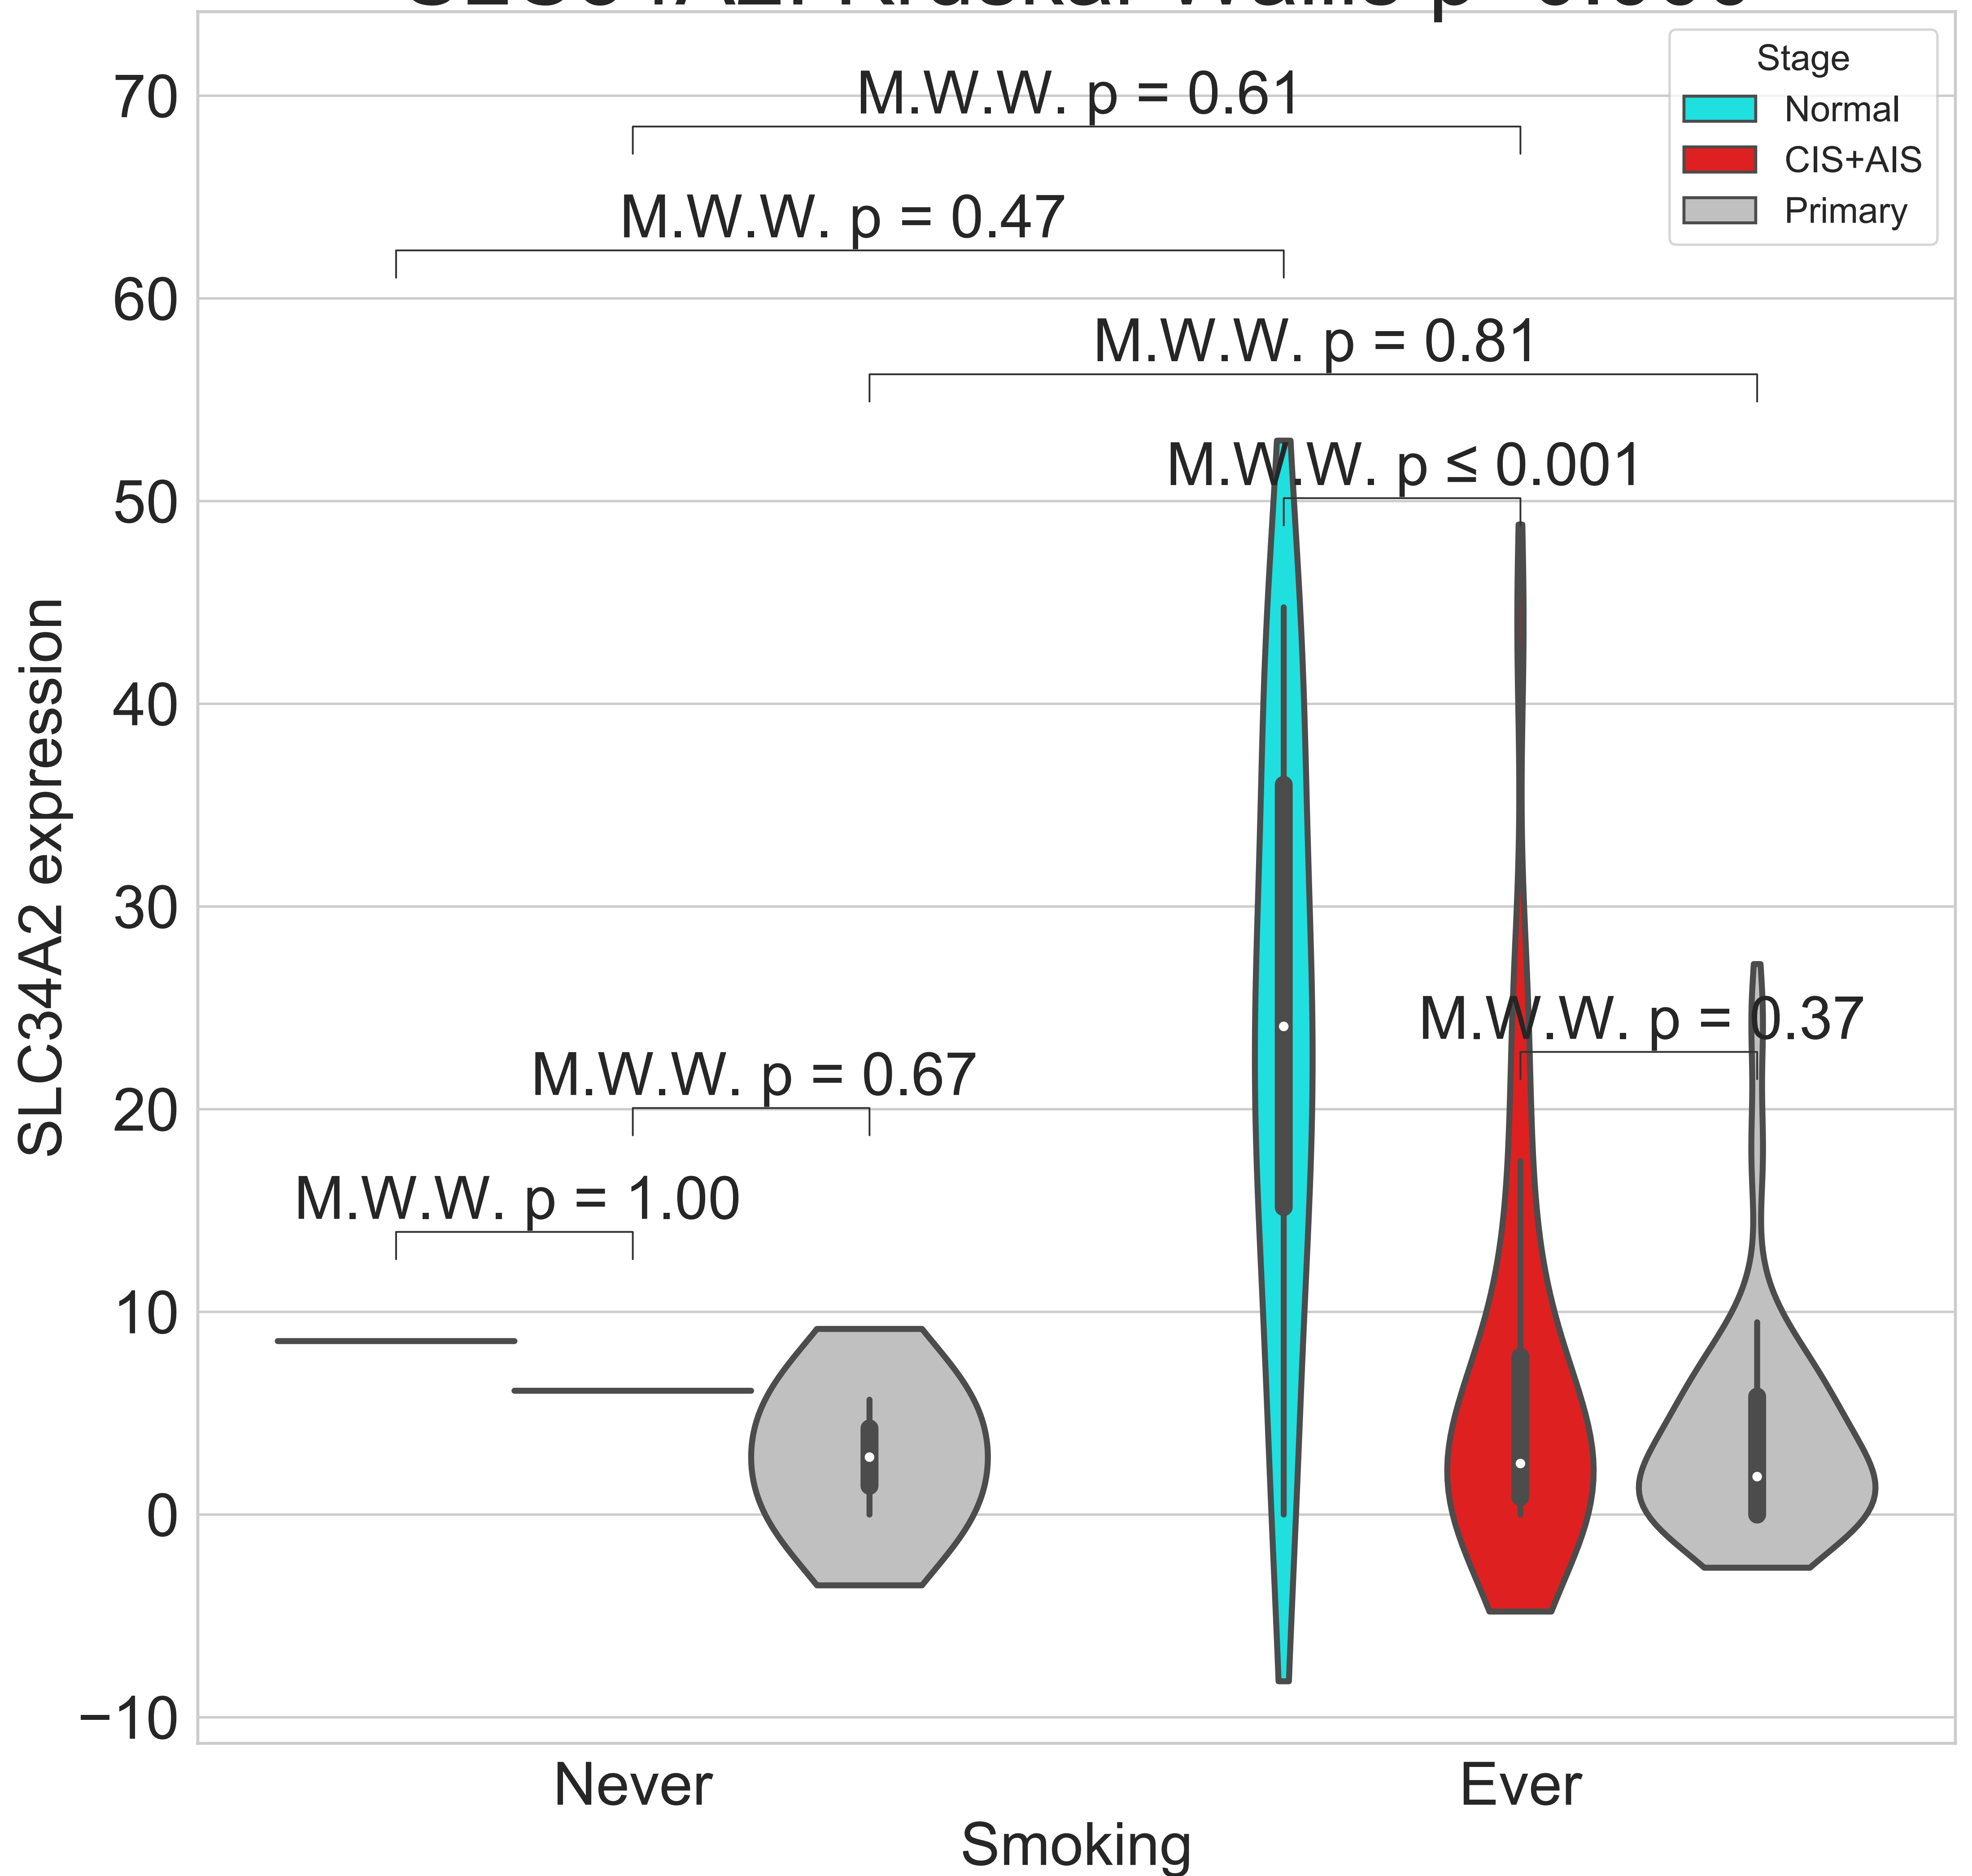 70
60
50
40
30
20
10
0
−10
SLC34A2 expression
M.W.W. p = 0.61
M.W.W. p = 0.47
M.W.W. p = 0.81
M.W.W. p ≤ 0.001
M.W.W. p = 0.37
M.W.W. p = 0.67
M.W.W. p = 1.00
Stage
Normal
CIS+AIS
Primary
Never
Ever
Smoking